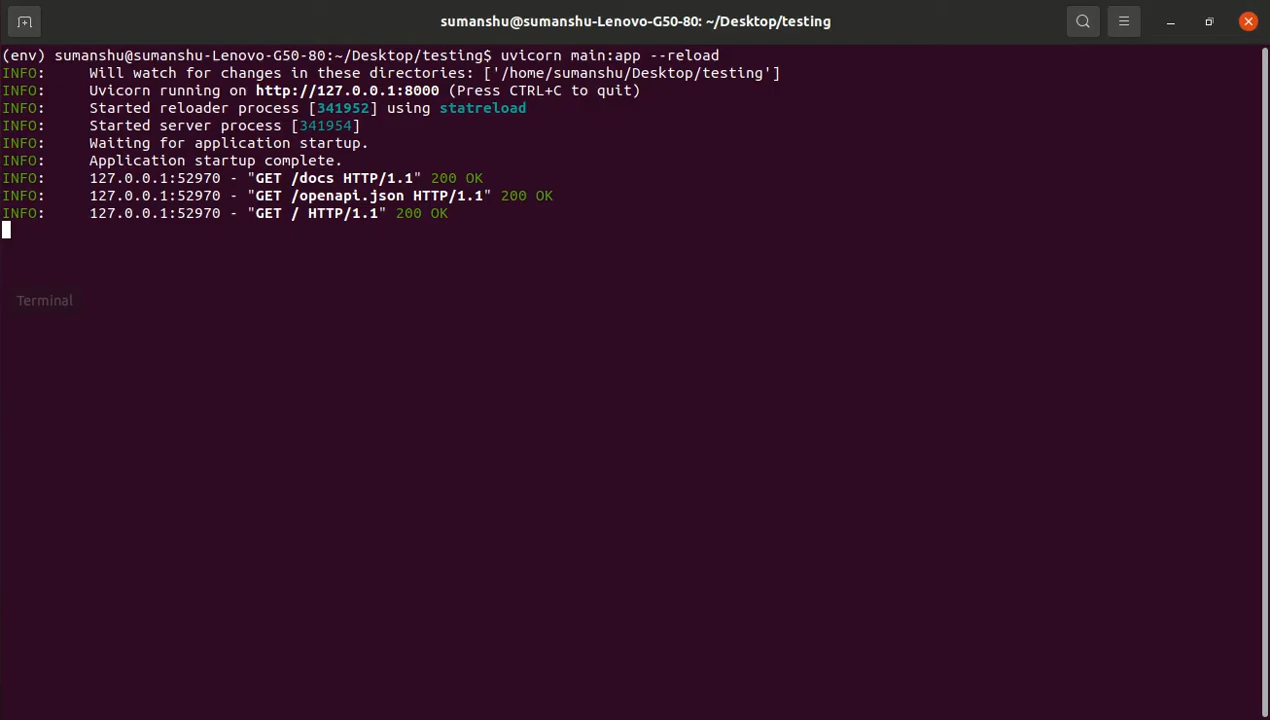 sumanshu@sumanshu-Lenovo-G50-80: ~/Desktop/testing
(env) sumanshu@sumanshu-Lenovo-G50-80:~/Desktop/testing$ uvicorn main:app --reload
INFO:     Will watch for changes in these directories: ['/home/sumanshu/Desktop/testing']
INFO:     Uvicorn running on http://127.0.0.1:8000 (Press CTRL+C to quit)
INFO:     Started reloader process [341952] using statreload
INFO:     Started server process [341954]
INFO:     Waiting for application startup.
INFO:     Application startup complete.
INFO:     127.0.0.1:52970 - "GET /docs HTTP/1.1" 200 OK
INFO:     127.0.0.1:52970 - "GET /openapi.json HTTP/1.1" 200 OK
INFO:     127.0.0.1:52970 - "GET / HTTP/1.1" 200 OK
Terminal